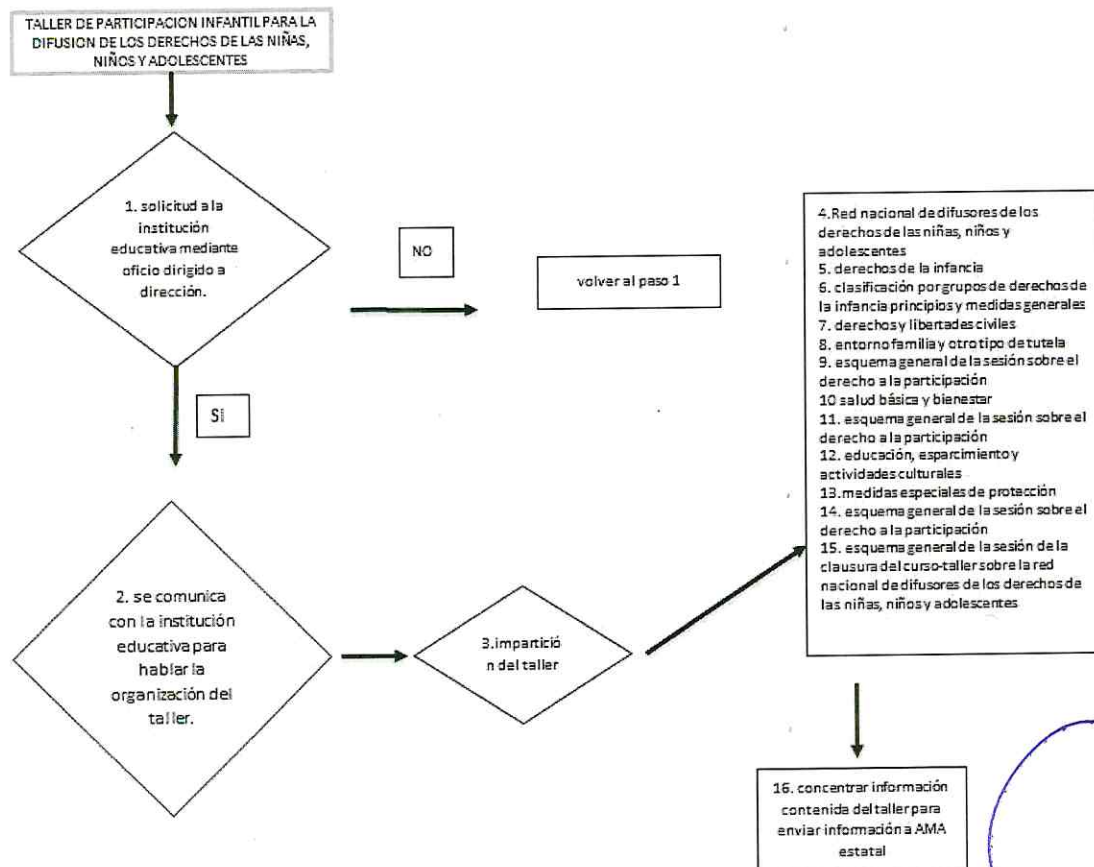 TALLER DE PARTICIPACION INFANTIL PARA LA
DIFUSION DE LOS DERECHOS DE LAS NIÑAS,
NIÑOS Y ADOLESCENTES
1. solicitud a la
institución
educativa mediante
oficio dirigido a
dirección.
NO
volver al paso 1
SI
2. se comunica
con la institución
educativa para
hablar la
organización del
taller.
3.impartició
n del taller
4.Red nacional de difusores de los
derechos de las niñas, niños y
adolescentes
5. derechos de la infancia
6. clasificación por grupos de derechos de
la infancia principios y medidas generales
7. derechos y libertades civiles
8. entorno familia y otro tipo de tutela
9. esquema general de la sesión sobre el
derecho a la participación
10 salud básica y bienestar
11. esquema general de la sesión sobre el
derecho a la participación
12. educación, esparcimiento y
actividades culturales
13.medidas especiales de protección
14. esquema general de la sesión sobre el
derecho a la participación
15. esquema general de la sesión de la
clausura del curso-taller sobre la red
nacional de difusores de los derechos de
las niñas, niños y adolescentes
16. concentrar información
contenida del taller para
enviar información a AMA
estatal